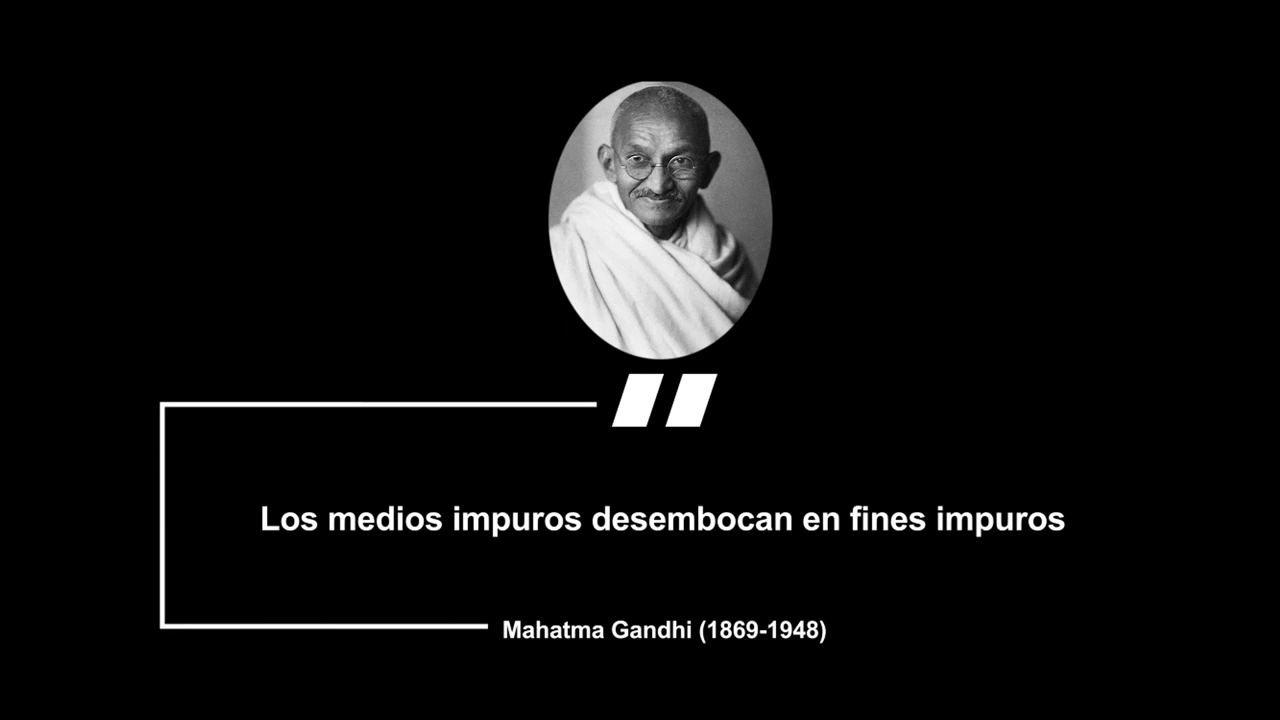 Los medios impuros desembocan en fines impuros
Mahatma Gandhi (1869-1948)